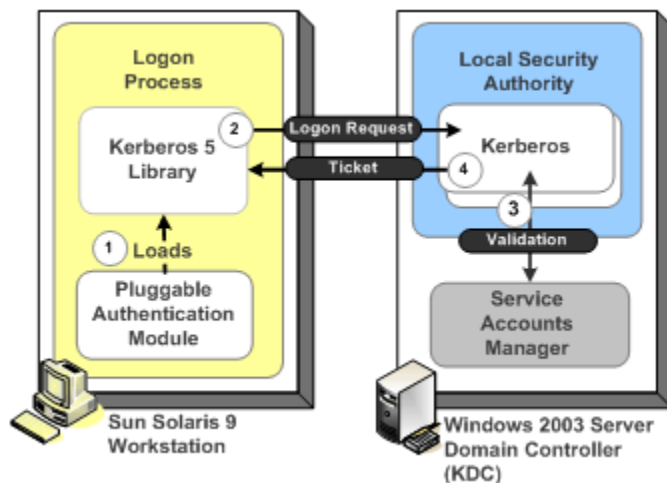 Logon
Process
2
Kerberos 5
Library
1
Loads
Pluggable
Authentication
Module
Sun Solaris 9
Workstation
Logon Request
Ticket
Local Security
Authority
Kerberos
4
3
Validation
Service
Accounts
Manager
Windows 2003 Server
Domain Controller
(KDC)